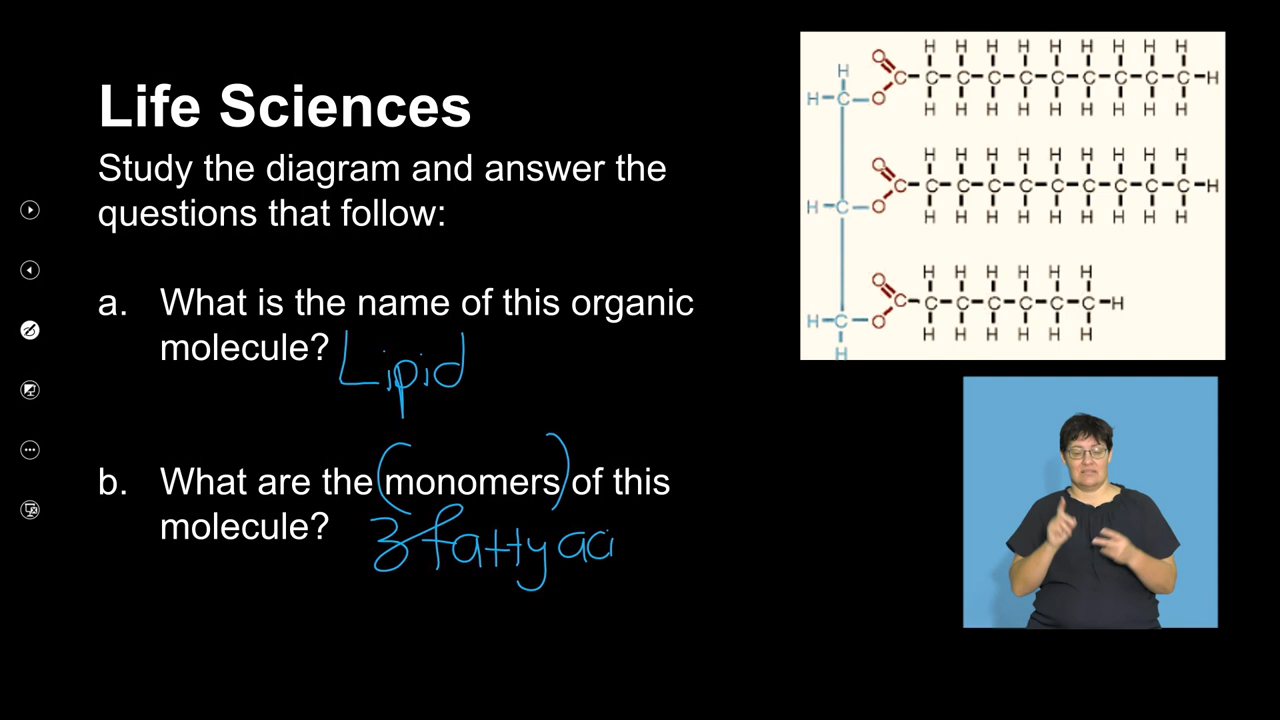 Life Sciences
Study the diagram and answer the
questions that follow:
a. What is the name of this organic
molecule? Lipid
b. What are the (monomers) of this
molecule? 3 fatty aci
H H H H H H H H H
O
H C C C C C C C C C C H
H C O
H H H H H H H H H
H H H H H H H H H
O
C C C C C C C C C C H
H C O
H H H H H H H H H
H H H H H H
O
C C C C C C C H
H C O
H H H H H H
H